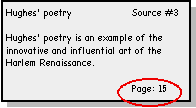 Hughes' poetry Source #3
Hughes' poetry is an example of the
innovative and influential art of the
Harlem Renaissance.
Page: 15